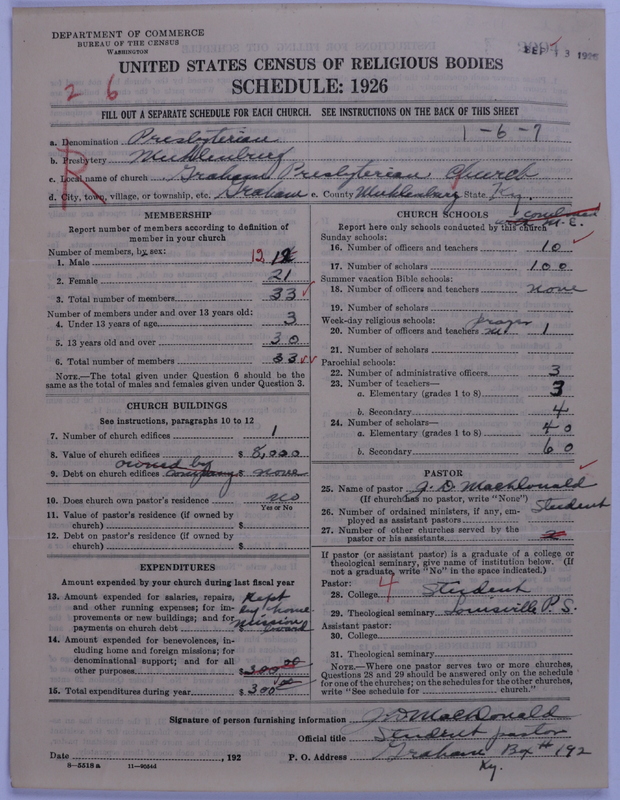 DEPARTMENT OF COMMERCE
BUREAU OF THE CENSUS
WASHINGTON
SEP 13 1926
UNITED STATES CENSUS OF RELIGIOUS BODIES
SCHEDULE: 1926
2 6
FILL OUT A SEPARATE SCHEDULE FOR EACH CHURCH. SEE INSTRUCTIONS ON THE BACK OF THIS SHEET
1-6-7
a. Denomination Presbyterian
b. Presbytery Muhlenburg
c. Local name of church Graham Presbyterian Church
d. City, town, village, or township, etc. Graham e. County Muhlenburg State Ky.
R
MEMBERSHIP
Report number of members according to definition of member in your church
Number of members, by sex:
1. Male 12
2. Female 21
3. Total number of members 33
Number of members under and over 13 years old:
4. Under 13 years of age 3
5. 13 years old and over 30
6. Total number of members 33
NOTE.—The total given under Question 6 should be the same as the total of males and females given under Question 3.
CHURCH BUILDINGS
See instructions, paragraphs 10 to 12
7. Number of church edifices 1
8. Value of church edifices $ 8,000
owned by
9. Debt on church edifices Company $ none
10. Does church own pastor's residence no
Yes or No
11. Value of pastor's residence (if owned by church) $
12. Debt on pastor's residence (if owned by church) $
EXPENDITURES
Amount expended by your church during last fiscal year
13. Amount expended for salaries, repairs, and other running expenses; for improvements or new buildings; and for payments on church debt Kept by home mission board
14. Amount expended for benevolences, including home and foreign missions; for denominational support; and for all other purposes $300.00
15. Total expenditures during year $ 300.00
CHURCH SCHOOLS combined M.E.
Report here only schools conducted by this church
Sunday schools:
16. Number of officers and teachers 10
17. Number of scholars 100
Summer vacation Bible schools:
18. Number of officers and teachers none
19. Number of scholars
Week-day religious schools: prayer
20. Number of officers and teachers 1
21. Number of scholars
Parochial schools:
22. Number of administrative officers 3
23. Number of teachers—
a. Elementary (grades 1 to 8) 3
b. Secondary 4
24. Number of scholars—
a. Elementary (grades 1 to 8) 40
b. Secondary 60
PASTOR
25. Name of pastor J. D. MacDonald
(If church has no pastor, write "None")
26. Number of ordained ministers, if any, employed as assistant pastors Student
27. Number of other churches served by the pastor or his assistants
If pastor (or assistant pastor) is a graduate of a college or theological seminary, give name of institution below. (If not a graduate, write "No" in the space indicated.)
Pastor: 4
28. College Student
29. Theological seminary Louisville P. S.
Assistant pastor:
30. College
31. Theological seminary
NOTE.—Where one pastor serves two or more churches, Questions 28 and 29 should be answered only on the schedule for one of the churches; on the schedules for the other churches, write "See schedule for church."
Signature of person furnishing information J D MacDonald
Official title Student pastor
Date , 192 P. O. Address Graham Box # 192
Ky.
8—5518 a 11—9554d